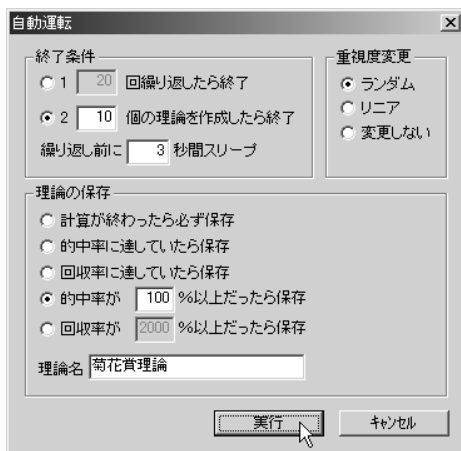 自動運転
終了条件
1 20 回繰り返したら終了
2 10 個の理論を作成したら終了
繰り返し前に 3 秒間スリープ
重視度変更
ランダム
リニア
変更しない
理論の保存
計算が終わったら必ず保存
的中率に達していたら保存
回収率に達していたら保存
的中率が 100 %以上だったら保存
回収率が 2000 %以上だったら保存
理論名 菊花賞理論
実行 キャンセル